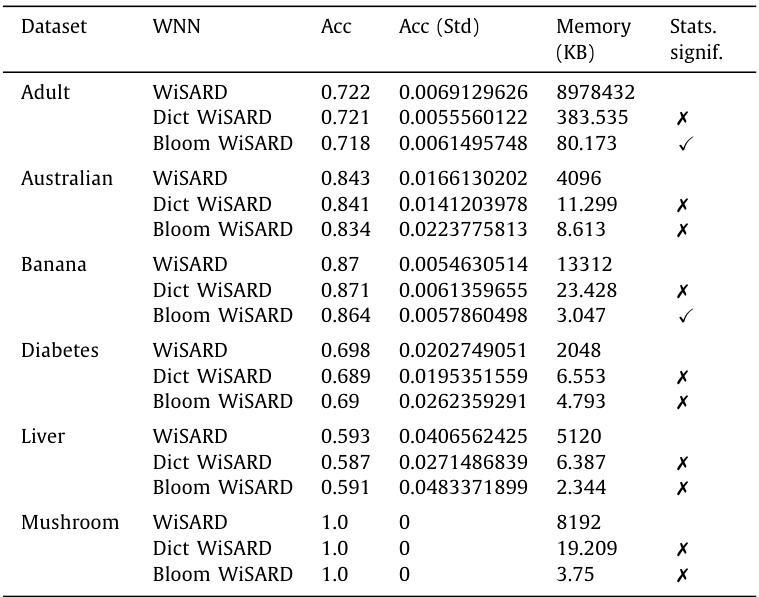 Dataset WNN Acc Acc (Std) Memory (KB) Stats. signif.
Adult WiSARD 0.722 0.0069129626 8978432
Dict WiSARD 0.721 0.0055560122 383.535 ✗
Bloom WiSARD 0.718 0.0061495748 80.173 ✓
Australian WiSARD 0.843 0.0166130202 4096
Dict WiSARD 0.841 0.0141203978 11.299 ✗
Bloom WiSARD 0.834 0.0223775813 8.613 ✗
Banana WiSARD 0.87 0.0054630514 13312
Dict WiSARD 0.871 0.0061359655 23.428 ✗
Bloom WiSARD 0.864 0.0057860498 3.047 ✓
Diabetes WiSARD 0.698 0.0202749051 2048
Dict WiSARD 0.689 0.0195351559 6.553 ✗
Bloom WiSARD 0.69 0.0262359291 4.793 ✗
Liver WiSARD 0.593 0.0406562425 5120
Dict WiSARD 0.587 0.0271486839 6.387 ✗
Bloom WiSARD 0.591 0.0483371899 2.344 ✗
Mushroom WiSARD 1.0 0 8192
Dict WiSARD 1.0 0 19.209 ✗
Bloom WiSARD 1.0 0 3.75 ✗